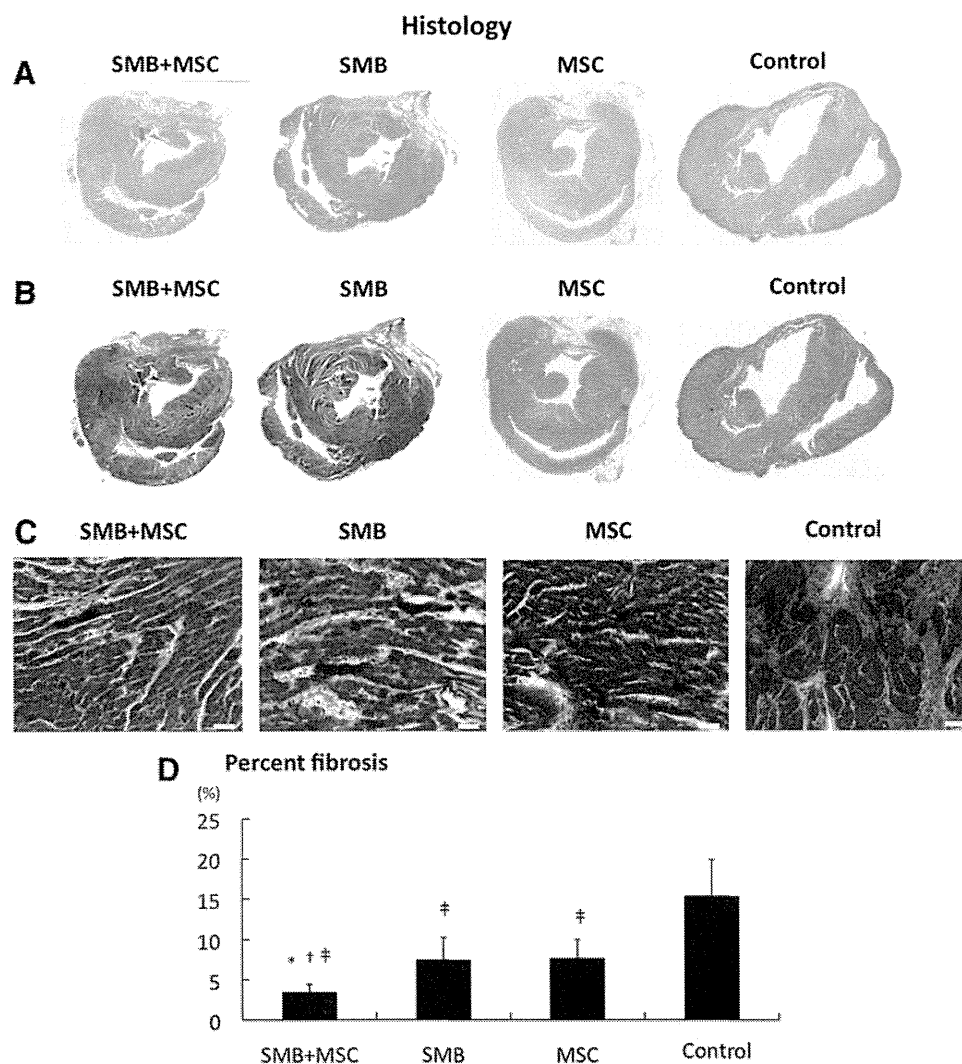 Histology
A
SMB+MSC SMB MSC Control
B
SMB+MSC SMB MSC Control
C
SMB+MSC SMB MSC Control
D Percent fibrosis
(%)
25
20
15
10
5
0
* † ‡
‡
‡
SMB+MSC SMB MSC Control